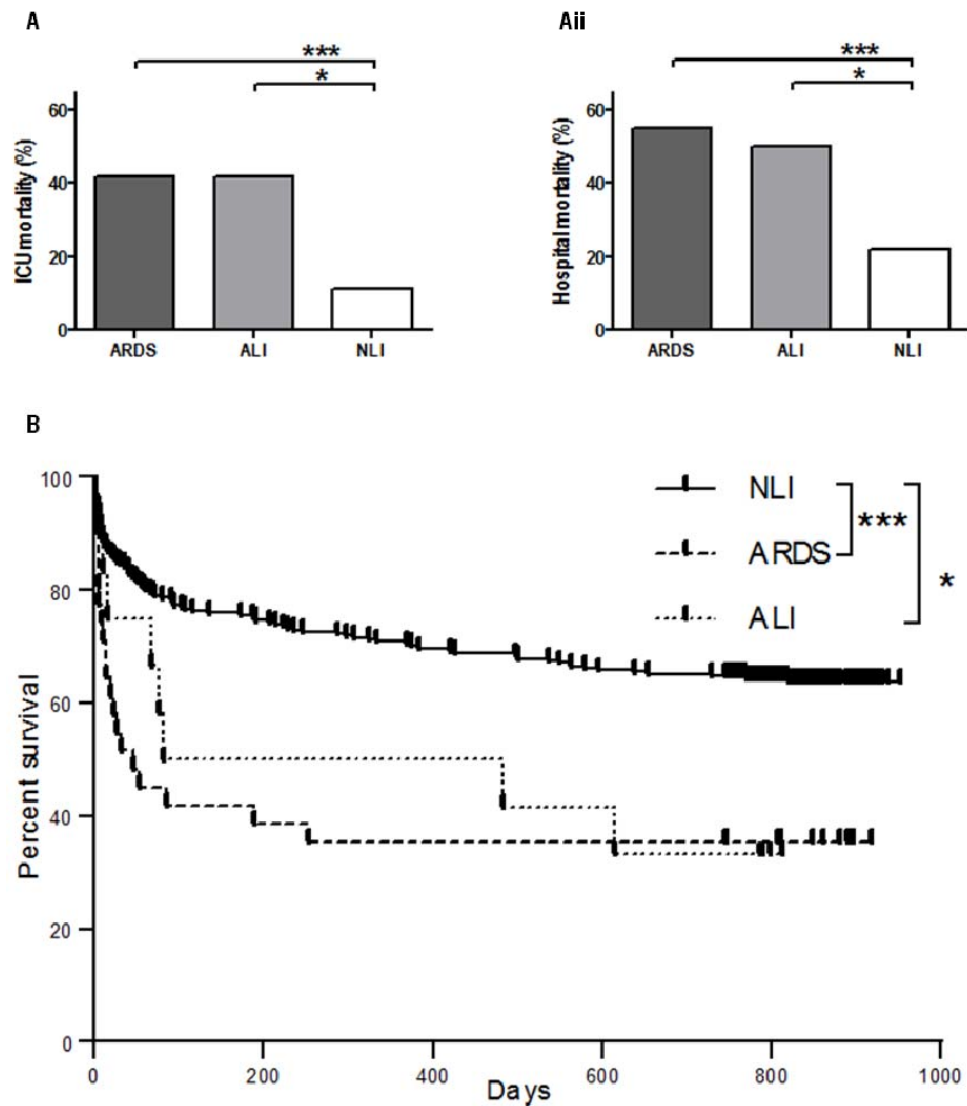 A
Aii
***
*
ICU mortality (%)
60
40
20
0
ARDS ALI NLI
***
*
Hospital mortality (%)
60
40
20
0
ARDS ALI NLI
B
Percent survival
100
80
60
40
20
0
0 200 400 600 800 1000
Days
NLI
ARDS
ALI
***
*